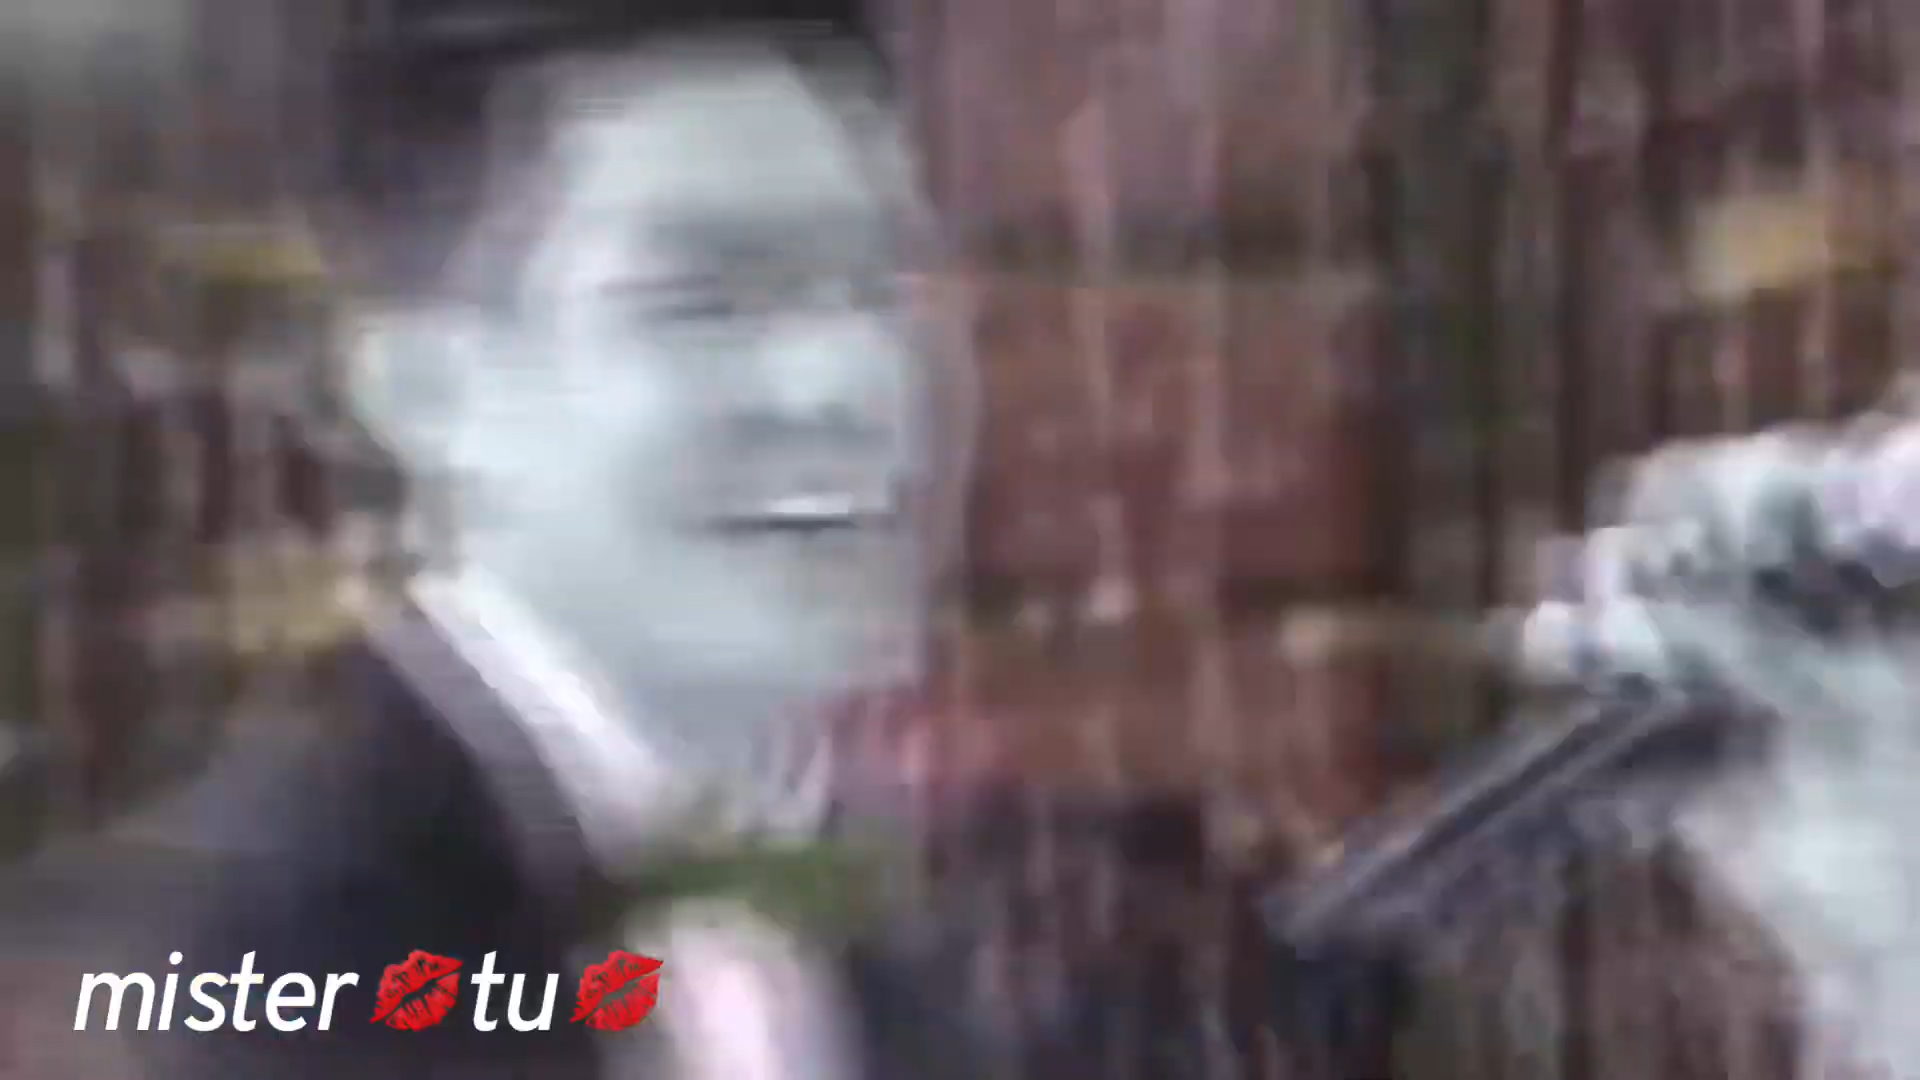 mister 💋 tu 💋